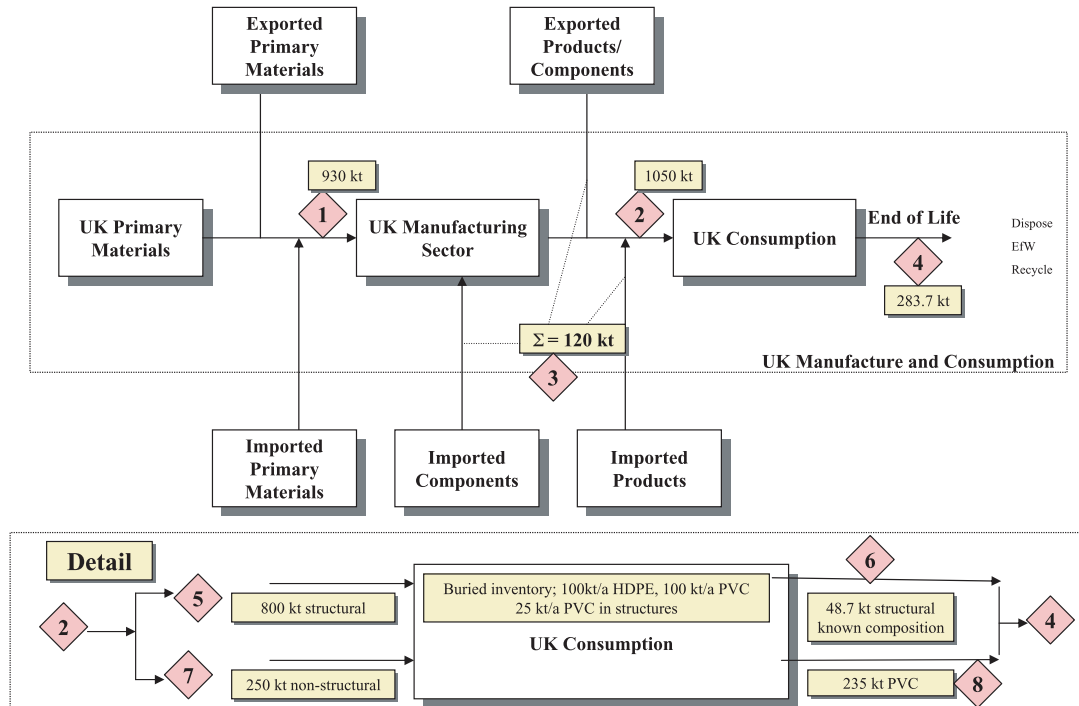 Exported
Primary
Materials
Exported
Products/
Components
930 kt
1050 kt
1
2
UK Primary
Materials
UK Manufacturing
Sector
UK Consumption
End of Life
4
283.7 kt
Dispose
EfW
Recycle
Σ = 120 kt
3
UK Manufacture and Consumption
Imported
Primary
Materials
Imported
Components
Imported
Products
Detail
2
5
800 kt structural
7
250 kt non-structural
Buried inventory; 100kt/a HDPE, 100 kt/a PVC
25 kt/a PVC in structures
UK Consumption
6
48.7 kt structural
known composition
4
235 kt PVC
8